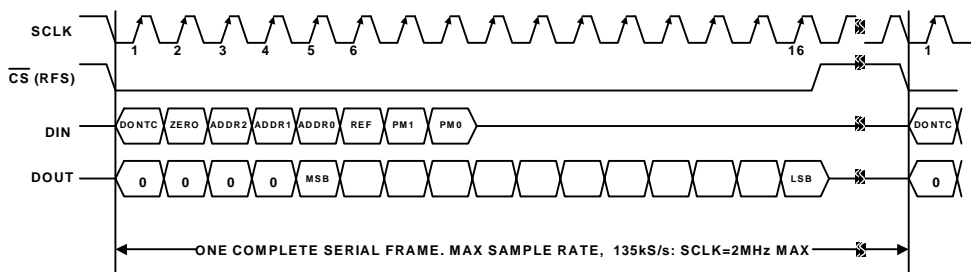 SCLK
1 2 3 4 5 6 16 1
CS (RFS)
DIN DONTC ZERO ADDR2 ADDR1 ADDR0 REF PM1 PM0 DONTC
DOUT 0 0 0 0 MSB LSB 0
ONE COMPLETE SERIAL FRAME. MAX SAMPLE RATE, 135kS/s: SCLK=2MHz MAX